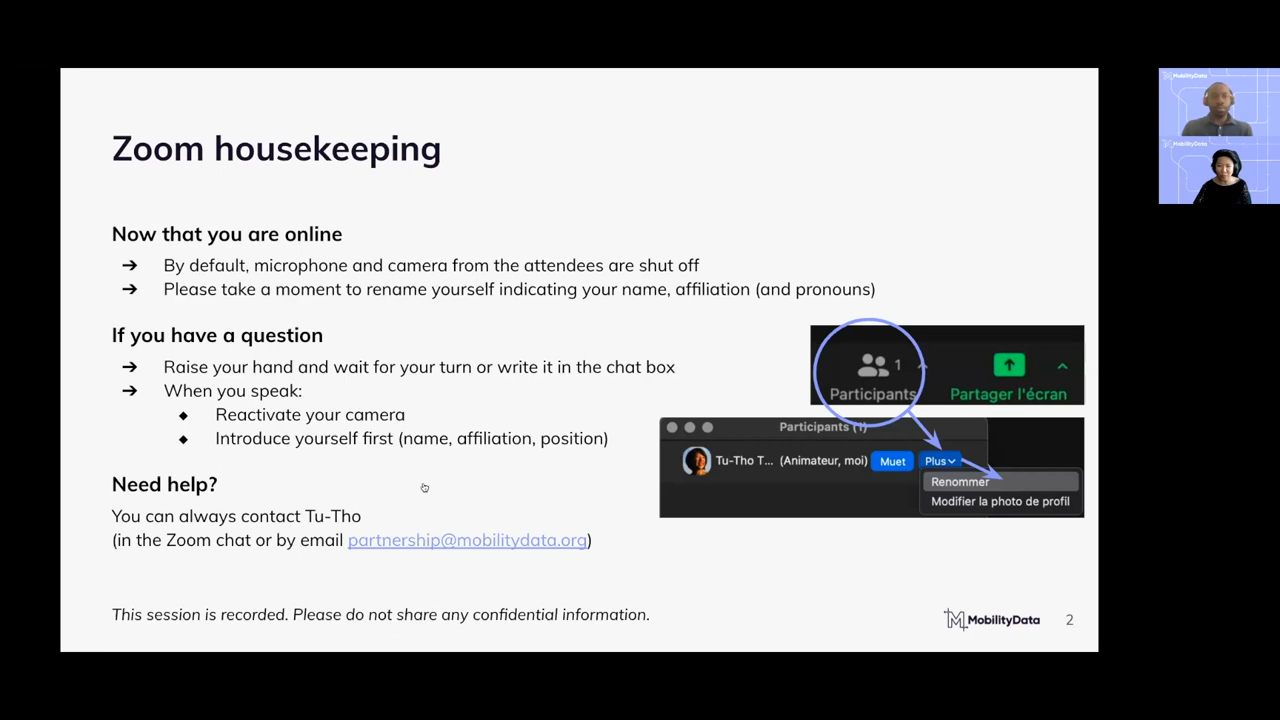 Zoom housekeeping
Now that you are online
➔ By default, microphone and camera from the attendees are shut off
➔ Please take a moment to rename yourself indicating your name, affiliation (and pronouns)
If you have a question
➔ Raise your hand and wait for your turn or write it in the chat box
➔ When you speak:
◆ Reactivate your camera
◆ Introduce yourself first (name, affiliation, position)
Need help?
You can always contact Tu-Tho
(in the Zoom chat or by email partnership@mobilitydata.org)
This session is recorded. Please do not share any confidential information.
1
Participants
Partager l'écran
Participants (1)
Tu-Tho T... (Animateur, moi) Muet Plus
Renommer
Modifier la photo de profil
MobilityData 2
MobilityData
MobilityData